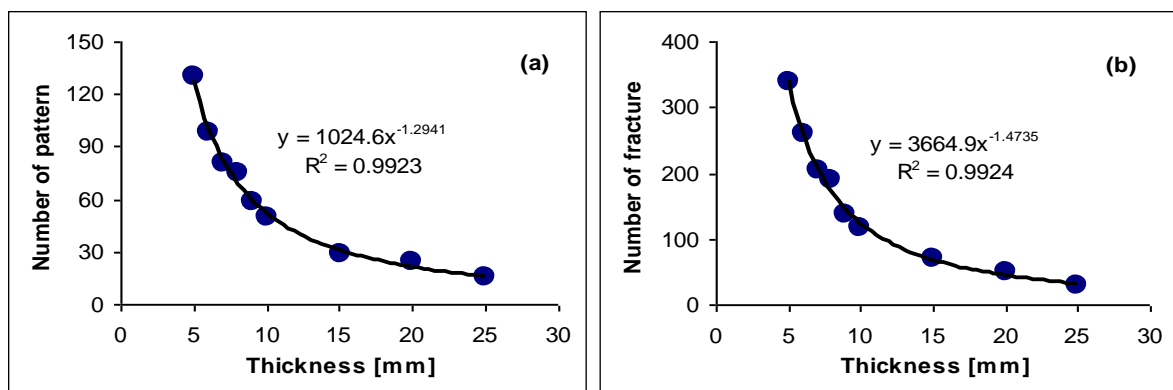 150
120
90
60
30
0
Number of pattern
(a)
y = 1024.6x^-1.2941
R^2 = 0.9923
0 5 10 15 20 25 30
Thickness [mm]
400
300
200
100
0
Number of fracture
(b)
y = 3664.9x^-1.4735
R^2 = 0.9924
0 5 10 15 20 25 30
Thickness [mm]